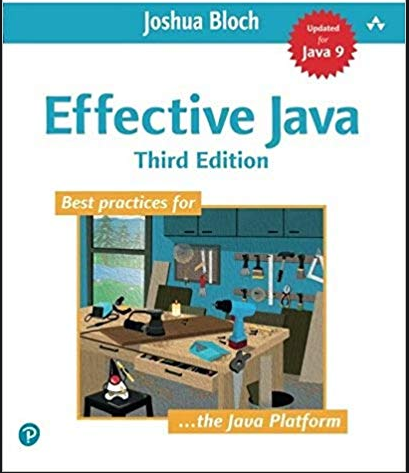 Joshua Bloch
Updated
for
Java 9
Effective Java
Third Edition
Best practices for
...the Java Platform
P